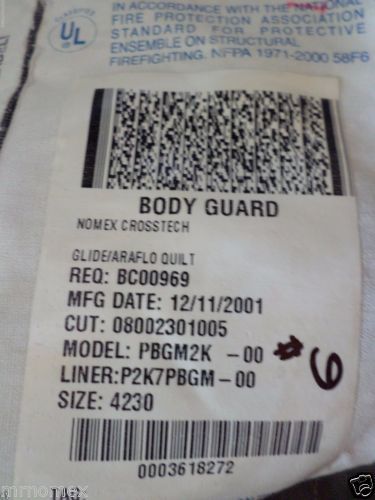 CLASSIFIED
UL
IN ACCORDANCE WITH THE NATIONAL
FIRE PROTECTION ASSOCIATION
STANDARD FOR PROTECTIVE
ENSEMBLE ON STRUCTURAL
FIREFIGHTING. NFPA 1971-2000 58F6
BODY GUARD
NOMEX CROSSTECH
GLIDE/ARAFLO QUILT
REQ: BC00969
MFG DATE: 12/11/2001
CUT: 08002301005
MODEL: PBGM2K -00
#6
LINER:P2K7PBGM-00
SIZE: 4230
0003618272
mrnomex